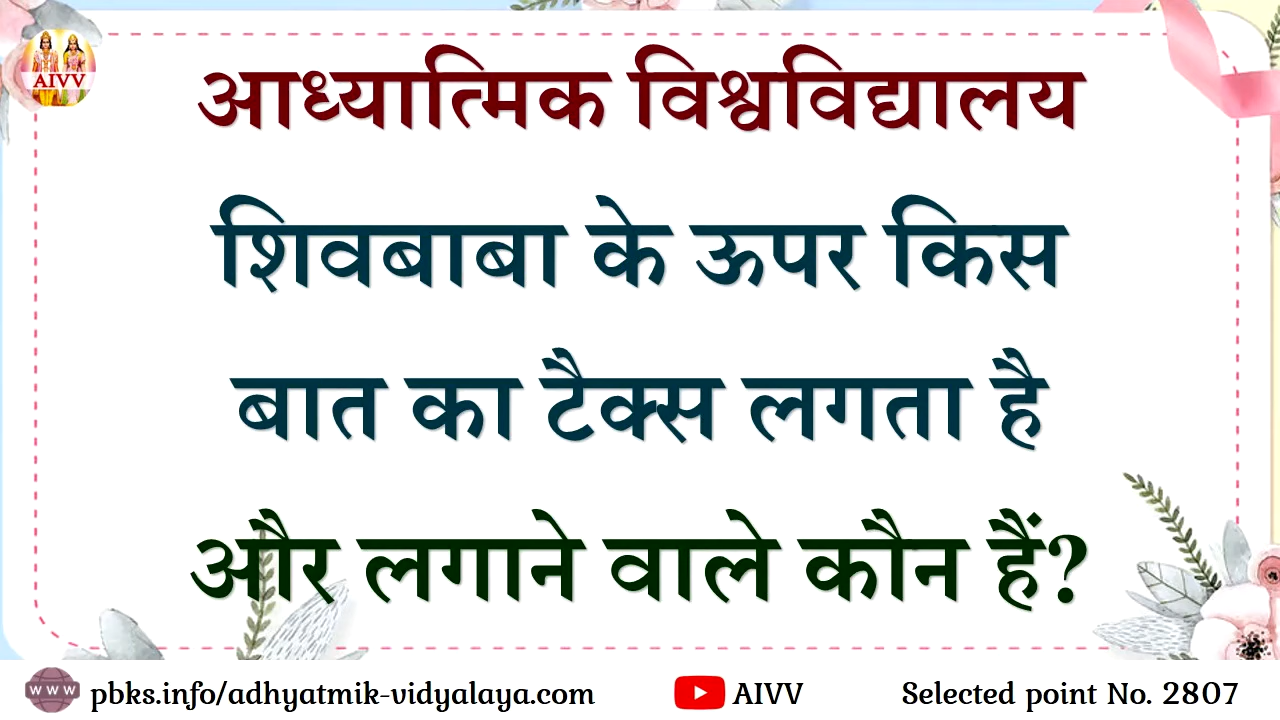 AIVV
आध्यात्मिक विश्वविद्यालय
शिवबाबा के ऊपर किस
बात का टैक्स लगता है
और लगाने वाले कौन हैं?
www pbks.info/adhyatmik-vidyalaya.com AIVV Selected point No. 2807